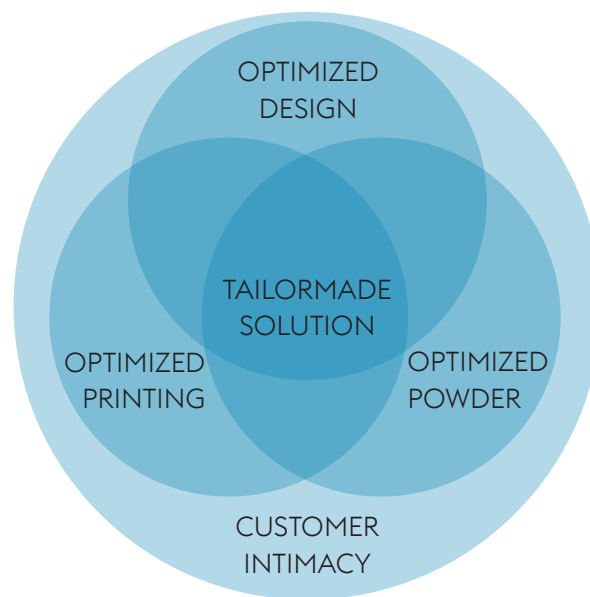 OPTIMIZED
DESIGN
TAILORMADE
SOLUTION
OPTIMIZED
PRINTING
OPTIMIZED
POWDER
CUSTOMER
INTIMACY